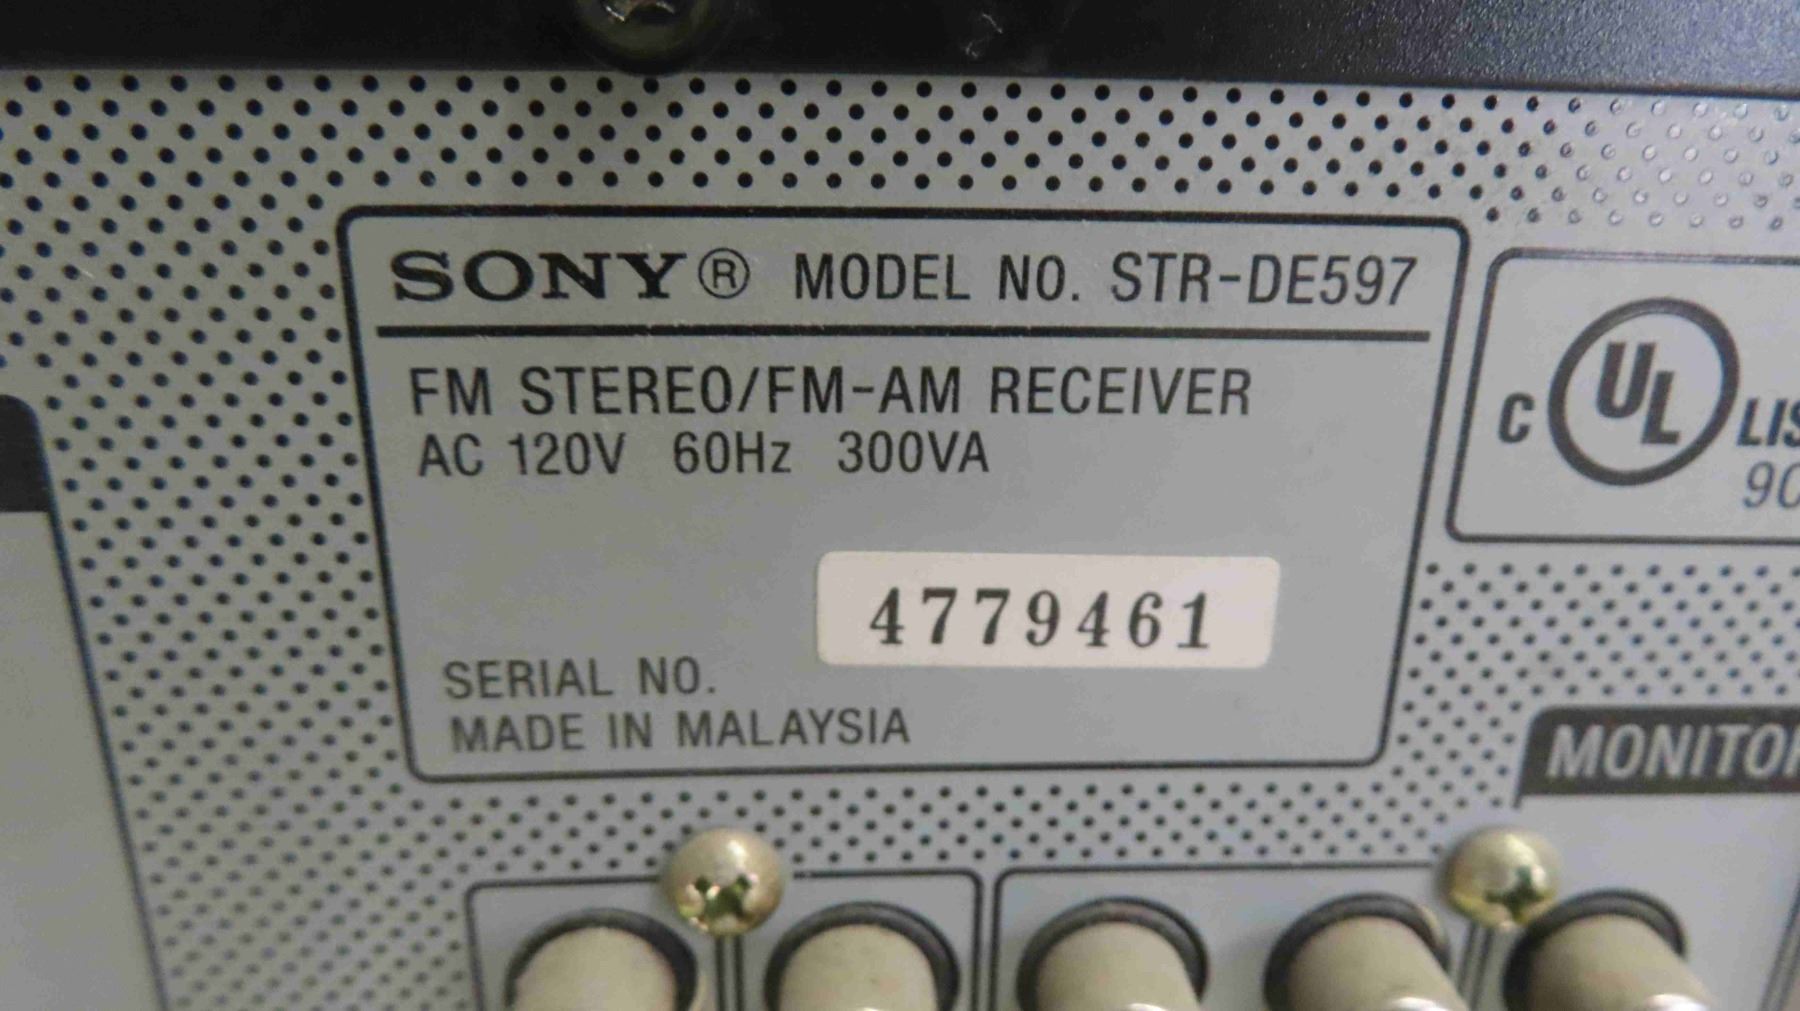 SONY® MODEL NO. STR-DE597
FM STEREO/FM-AM RECEIVER
AC 120V 60Hz 300VA
4779461
SERIAL NO.
MADE IN MALAYSIA
C UL